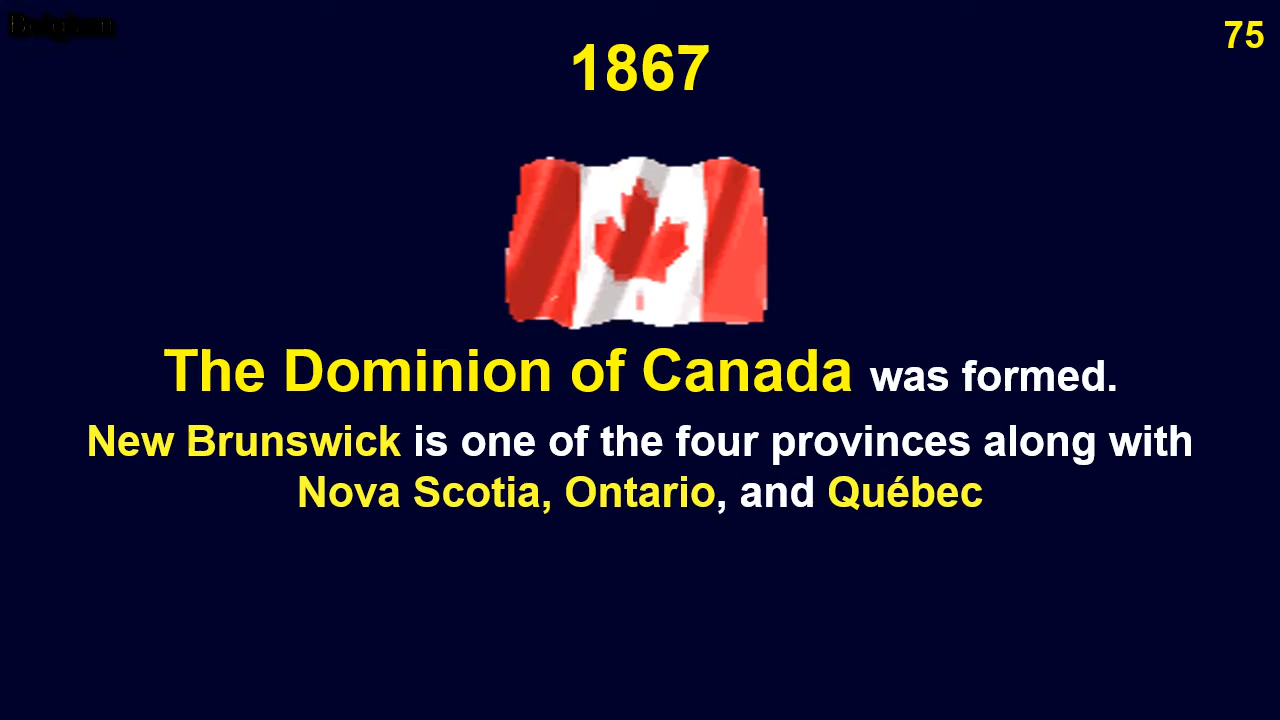 Belgium
75
1867
The Dominion of Canada was formed.
New Brunswick is one of the four provinces along with
Nova Scotia, Ontario, and Québec